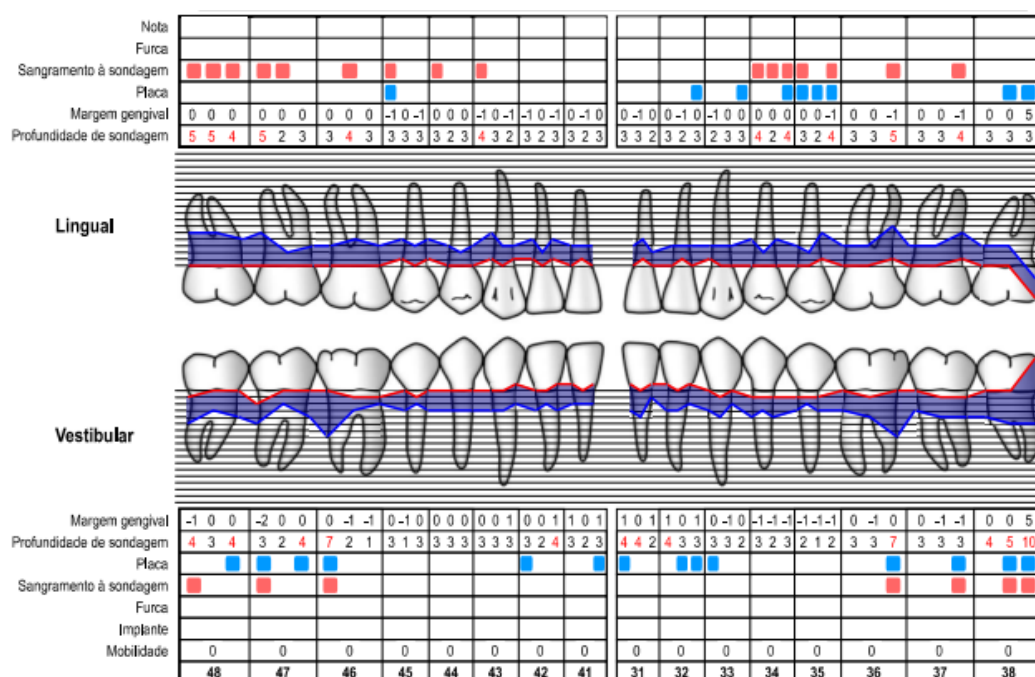 Nota
Furca
Sangramento à sondagem
Placa
Margem gengival 0 0 0 0 0 0 0 0 0 -1 0 -1 0 0 0 -1 0 -1 -1 0 -1 0 -1 0 0 -1 0 0 -1 0 -1 0 0 0 0 0 0 0 -1 0 0 -1 0 0 -1 0 0 5
Profundidade de sondagem 5 5 4 5 2 3 3 4 3 3 3 3 3 3 3 4 3 2 3 2 3 3 2 3 3 3 2 3 3 2 2 3 3 4 2 4 3 2 4 3 3 5 3 3 4 3 3 3
Lingual
Vestibular
Margem gengival -1 0 0 -2 0 0 0 -1 -1 0 -1 0 0 0 0 0 0 1 0 0 1 1 0 1 1 0 1 1 0 1 0 -1 0 -1 -1 -1 -1 -1 -1 0 -1 0 0 -1 -1 0 0 5
Profundidade de sondagem 4 3 4 3 2 4 7 2 1 3 1 3 3 3 3 3 3 3 3 2 4 3 2 3 4 4 2 4 3 3 3 3 2 3 2 3 2 1 2 3 3 7 3 3 3 4 5 10
Placa
Sangramento à sondagem
Furca
Implante
Mobilidade 0 0 0 0 0 0 0 0 0 0 0 0 0 0 0 0
48 47 46 45 44 43 42 41 31 32 33 34 35 36 37 38